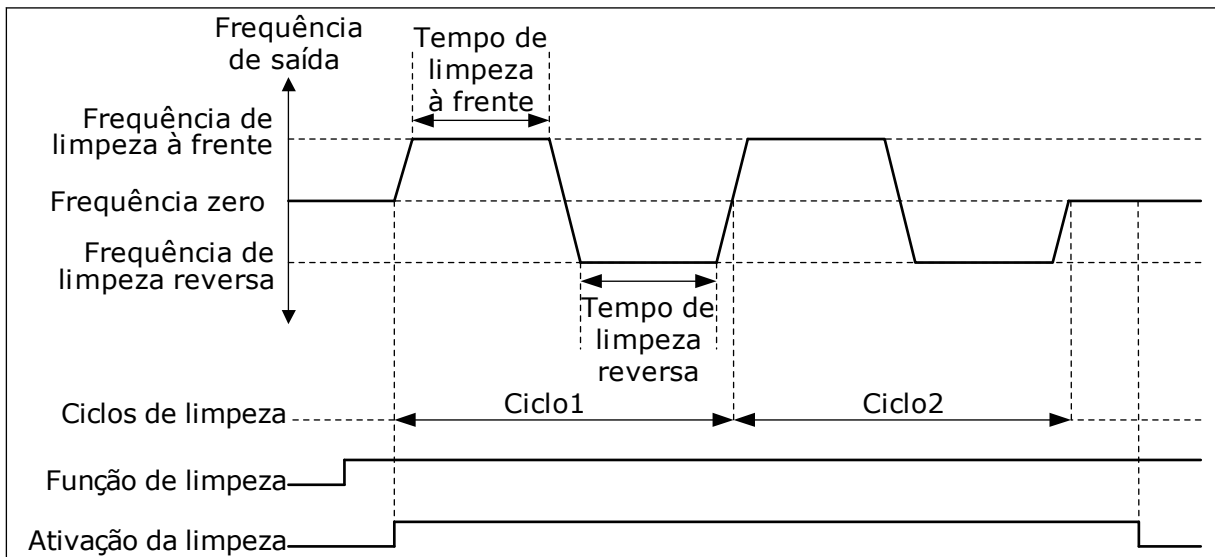 Frequência
de saída
Tempo de
limpeza
à frente
Frequência de
limpeza à frente
Frequência zero
Frequência de
limpeza reversa
Tempo de
limpeza
reversa
Ciclos de limpeza
Ciclo1
Ciclo2
Função de limpeza
Ativação da limpeza